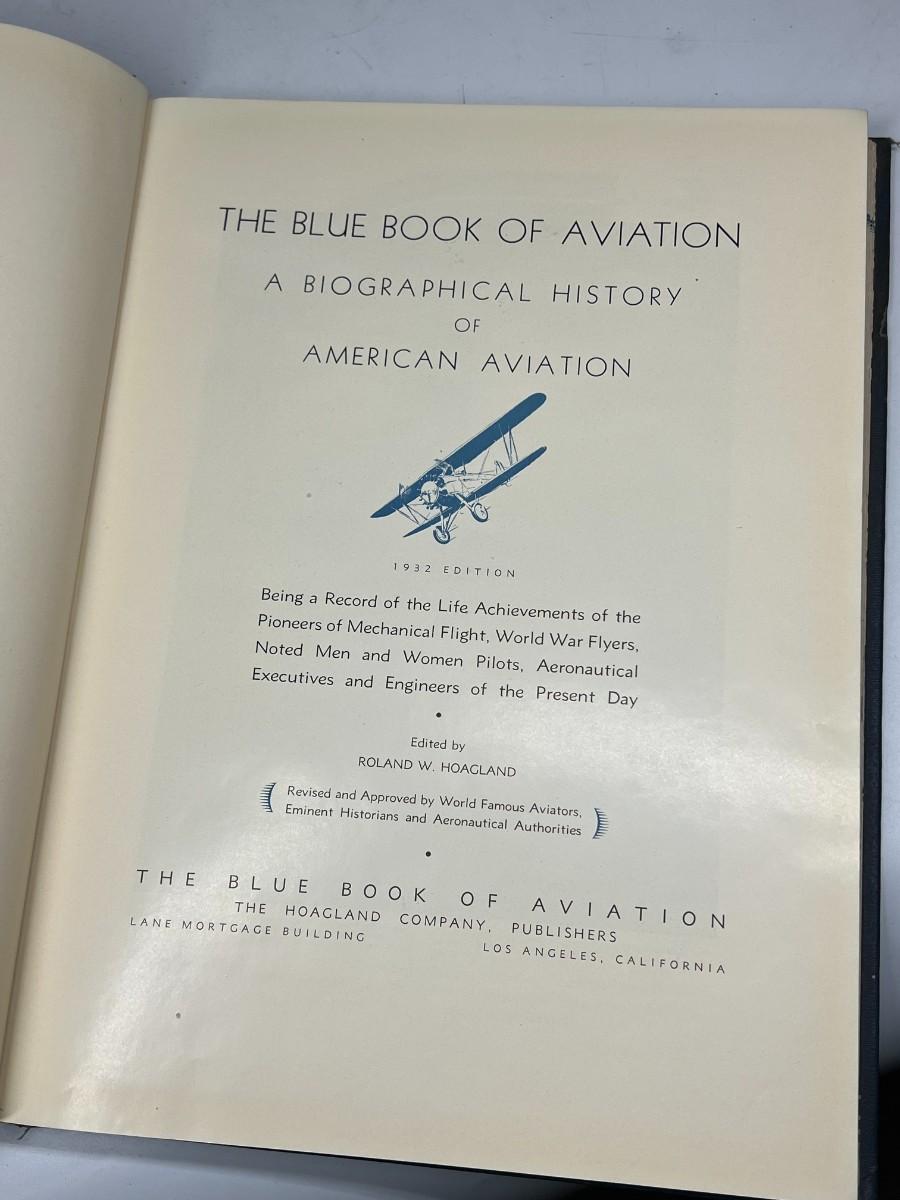 THE BLUE BOOK OF AVIATION
A BIOGRAPHICAL HISTORY
OF
AMERICAN AVIATION
1932 EDITION
Being a Record of the Life Achievements of the
Pioneers of Mechanical Flight, World War Flyers,
Noted Men and Women Pilots, Aeronautical
Executives and Engineers of the Present Day
•
Edited by
ROLAND W. HOAGLAND
Revised and Approved by World Famous Aviators,
Eminent Historians and Aeronautical Authorities
•
THE BLUE BOOK OF AVIATION
THE HOAGLAND COMPANY, PUBLISHERS
LANE MORTGAGE BUILDING LOS ANGELES, CALIFORNIA